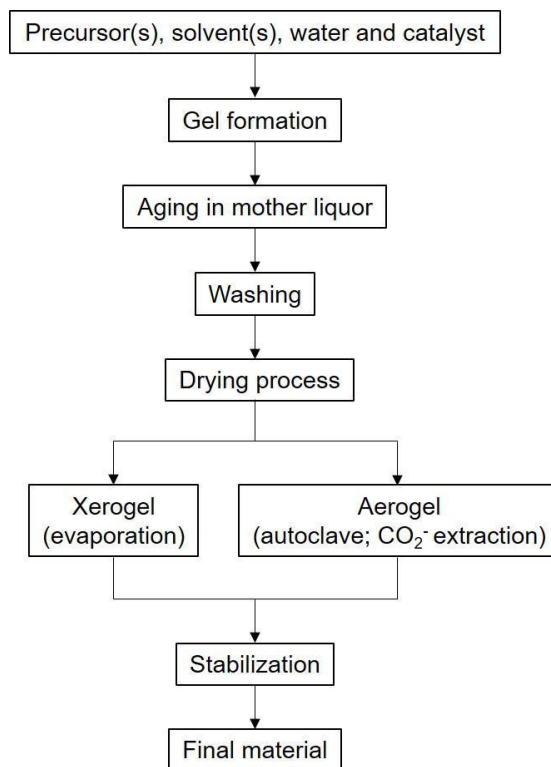 Precursor(s), solvent(s), water and catalyst
Gel formation
Aging in mother liquor
Washing
Drying process
Xerogel
(evaporation)
Aerogel
(autoclave; CO₂⁻ extraction)
Stabilization
Final material